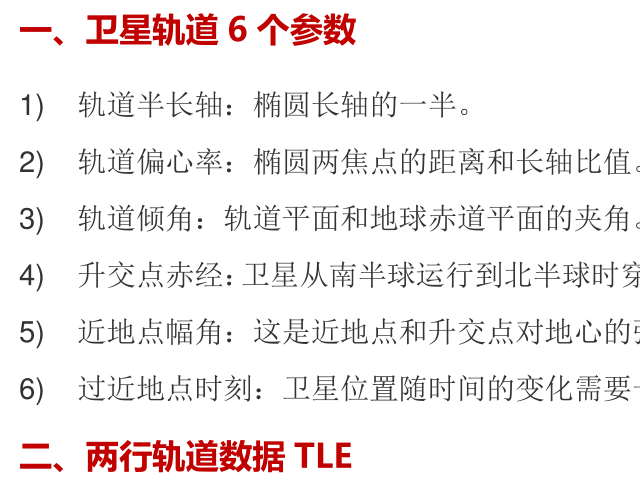 一、卫星轨道 6 个参数
1) 轨道半长轴：椭圆长轴的一半。
2) 轨道偏心率：椭圆两焦点的距离和长轴比值。
3) 轨道倾角：轨道平面和地球赤道平面的夹角。
4) 升交点赤经：卫星从南半球运行到北半球时穿
5) 近地点幅角：这是近地点和升交点对地心的
6) 过近地点时刻：卫星位置随时间的变化需要
二、两行轨道数据 TLE